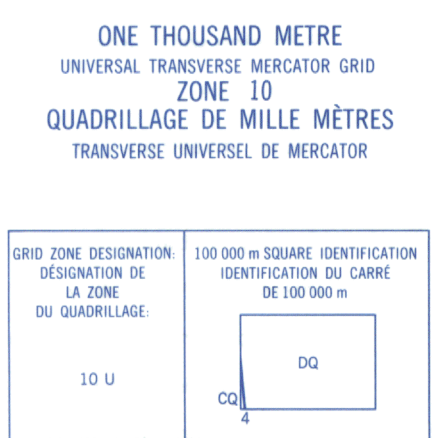 ONE THOUSAND METRE
UNIVERSAL TRANSVERSE MERCATOR GRID
ZONE 10
QUADRILLAGE DE MILLE MÈTRES
TRANSVERSE UNIVERSEL DE MERCATOR
GRID ZONE DESIGNATION:
DÉSIGNATION DE
LA ZONE
DU QUADRILLAGE:
10 U
100 000 m SQUARE IDENTIFICATION
IDENTIFICATION DU CARRÉ
DE 100 000 m
DQ
CQ
4